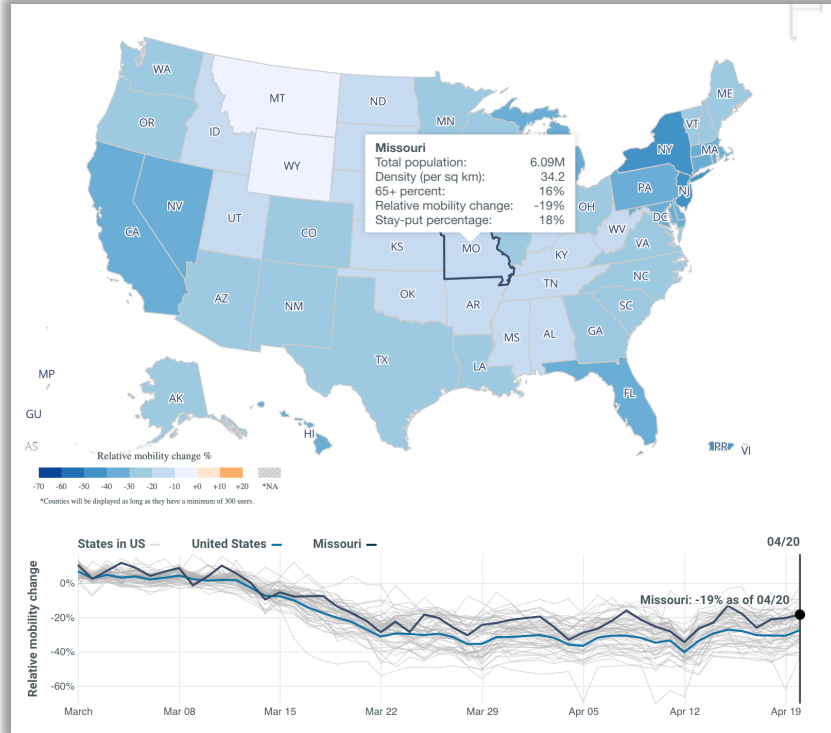 WA
MT
ND
ME
OR
ID
MN
VT
Missouri
Total population: 6.09M
Density (per sq km): 34.2
65+ percent: 16%
Relative mobility change: -19%
Stay-put percentage: 18%
NY
MA
WY
PA
NJ
NV
UT
OH
DC
CA
CO
KS
MO
WV
VA
KY
NC
TN
AZ
NM
OK
AR
SC
MS
AL
GA
TX
LA
MP
AK
FL
GU
HI
AS
PR
VI
Relative mobility change %
-70 -60 -50 -40 -30 -20 -10 +0 +10 +20 *NA
*Counties will be displayed as long as they have a minimum of 300 users.
States in US United States Missouri 04/20
Relative mobility change
0%
Missouri: -19% as of 04/20
-20%
-40%
-60%
March Mar 08 Mar 15 Mar 22 Mar 29 Apr 05 Apr 12 Apr 19